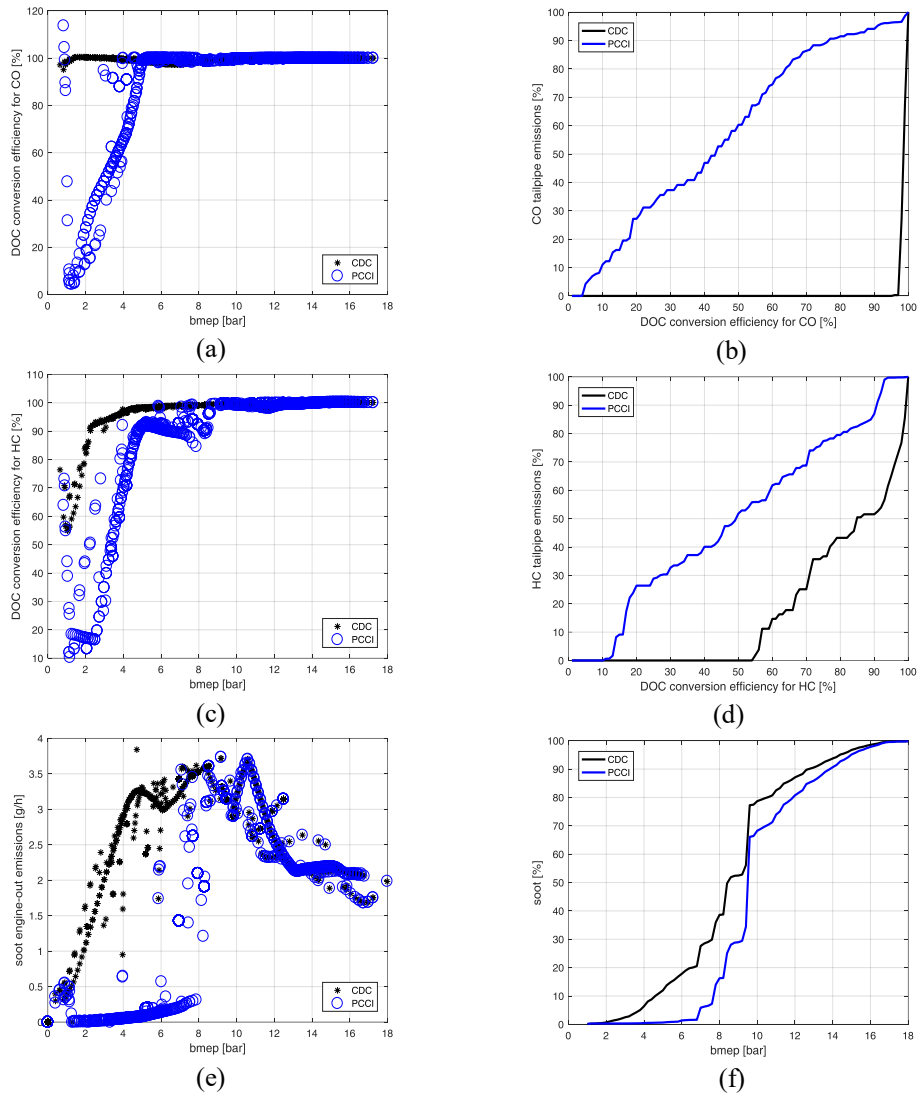 120
100
80
60
40
20
0
DOC conversion efficiency for CO [%]
CDC
PCCI
0 2 4 6 8 10 12 14 16 18
bmep [bar]
(a)
100
90
80
70
60
50
40
30
20
10
0
CO tailpipe emissions [%]
CDC
PCCI
0 10 20 30 40 50 60 70 80 90 100
DOC conversion efficiency for CO [%]
(b)
110
100
90
80
70
60
50
40
30
20
10
DOC conversion efficiency for HC [%]
CDC
PCCI
0 2 4 6 8 10 12 14 16 18
bmep [bar]
(c)
100
90
80
70
60
50
40
30
20
10
0
HC tailpipe emissions [%]
CDC
PCCI
0 10 20 30 40 50 60 70 80 90 100
DOC conversion efficiency for HC [%]
(d)
4
3.5
3
2.5
2
1.5
1
0.5
0
soot engine-out emissions [g/h]
CDC
PCCI
0 2 4 6 8 10 12 14 16 18
bmep [bar]
(e)
100
90
80
70
60
50
40
30
20
10
0
soot [%]
CDC
PCCI
0 2 4 6 8 10 12 14 16 18
bmep [bar]
(f)